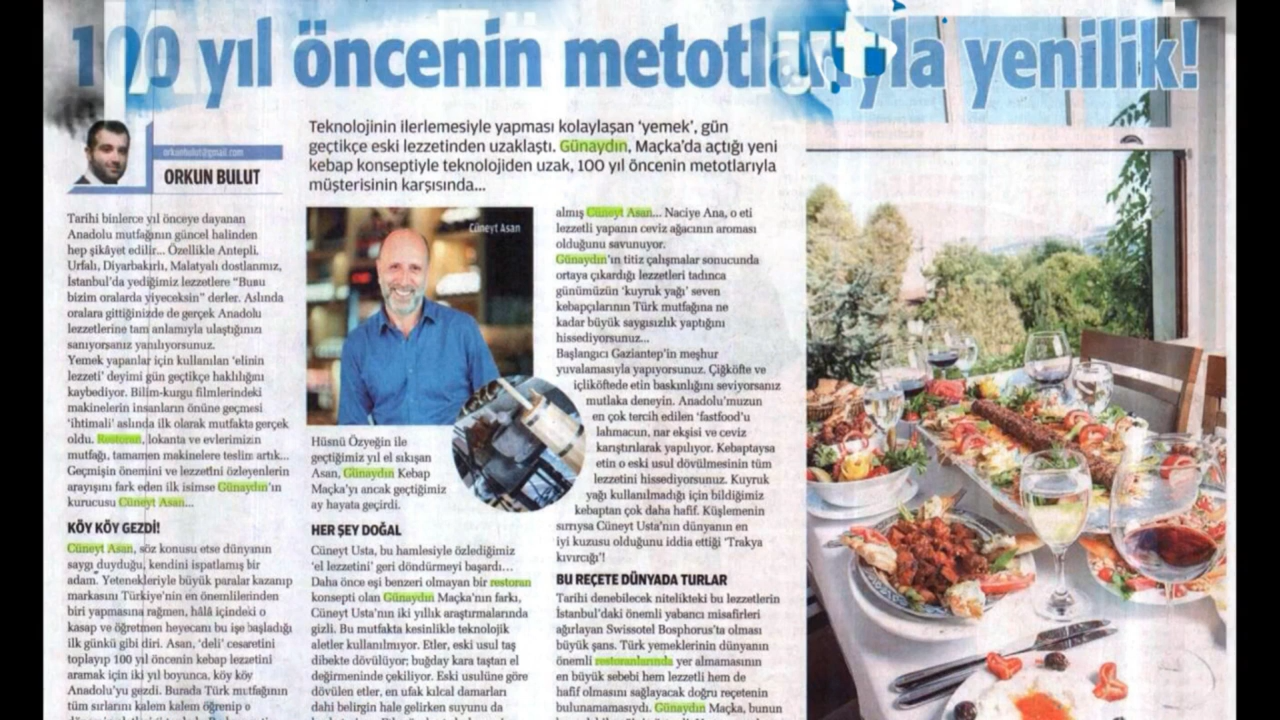 100 yıl öncenin metotlarıyla yenilik!
orkunbulut@gmail.com
ORKUN BULUT
Teknolojinin ilerlemesiyle yapması kolaylaşan ‘yemek’, gün
geçtikçe eski lezzetinden uzaklaştı. Günaydın, Maçka’da açtığı yeni
kebap konseptiyle teknolojiden uzak, 100 yıl öncenin metotlarıyla
müşterisinin karşısında...
Tarihi binlerce yıl önceye dayanan
Anadolu mutfağının güncel halinden
hep şikâyet edilir... Özellikle Antepli,
Urfalı, Diyarbakırlı, Malatyalı dostlarımız,
İstanbul’da yediğimiz lezzetlere “Bunu
bizim oralarda yiyeceksin” derler. Aslında
oralara gittiğinizde de gerçek Anadolu
lezzetlerine tam anlamıyla ulaştığınızı
sanıyorsanız yanılıyorsunuz.
Yemek yapanlar için kullanılan ‘elinin
lezzeti’ deyimi gün geçtikçe haklılığını
kaybediyor. Bilim-kurgu filmlerindeki
makinelerin insanların önüne geçmesi
‘ihtimali’ aslında ilk olarak mutfakta gerçek
oldu. Restoran, lokanta ve evlerimizin
mutfağı, tamamen makinelere teslim artık...
Geçmişin önemini ve lezzetini özleyenlerin
arayışını fark eden ilk isimse Günaydın’ın
kurucusu Cüneyt Asan...
KÖY KÖY GEZDİ!
Cüneyt Asan, söz konusu etse dünyanın
saygı duyduğu, kendini ispatlamış bir
adam. Yetenekleriyle büyük paralar kazanıp
markasını Türkiye’nin en önemlilerinden
biri yapmasına rağmen, hâlâ içindeki o
kasap ve öğretmen heyecanı bu işe başladığı
ilk günkü gibi diri. Asan, ‘deli’ cesaretini
toplayıp 100 yıl öncenin kebap lezzetini
aramak için iki yıl boyunca, köy köy
Anadolu’yu gezdi. Burada Türk mutfağının
tüm sırlarını kalem kalem öğrenip o
Cüneyt Asan
Hüsnü Özyeğin ile
geçtiğimiz yıl el sıkışan
Asan, Günaydın Kebap
Maçka’yı ancak geçtiğimiz
ay hayata geçirdi.
HER ŞEY DOĞAL
Cüneyt Usta, bu hamlesiyle özlediğimiz
‘el lezzetini’ geri döndürmeyi başardı...
Daha önce eşi benzeri olmayan bir restoran
konsepti olan Günaydın Maçka’nın farkı,
Cüneyt Usta’nın iki yıllık araştırmalarında
gizli. Bu mutfakta kesinlikle teknolojik
aletler kullanılmıyor. Etler, eski usul taş
dibekte dövülüyor; buğday kara taştan el
değirmeninde çekiliyor. Eski usulüne göre
dövülen etler, en ufak kılcal damarları
dahi belirgin hale gelirken suyunu da
almış Cüneyt Asan... Naciye Ana, o eti
lezzetli yapanın ceviz ağacının aroması
olduğunu savunuyor.
Günaydın’ın titiz çalışmalar sonucunda
ortaya çıkardığı lezzetleri tadınca
günümüzün ‘kuyruk yağı’ seven
kebapçılarının Türk mutfağına ne
kadar büyük saygısızlık yaptığını
hissediyorsunuz...
Başlangıcı Gaziantep’in meşhur
yuvalamasıyla yapıyorsunuz. Çiğköfte ve
içliköftede etin baskınlığını seviyorsanız
mutlaka deneyin. Anadolu’muzun
en çok tercih edilen ‘fastfood’u
lahmacun, nar ekşisi ve ceviz
karıştırılarak yapılıyor. Kebaptaysa
etin o eski usul dövülmesinin tüm
lezzetini hissediyorsunuz. Kuyruk
yağı kullanılmadığı için bildiğimiz
kebaptan çok daha hafif. Küşlemenin
sırrıysa Cüneyt Usta’nın dünyanın en
iyi kuzusu olduğunu iddia ettiği ‘Trakya
kıvırcığı’!
BU REÇETE DÜNYADA TURLAR
Tarihi denebilecek nitelikteki bu lezzetlerin
İstanbul’daki önemli yabancı misafirleri
ağırlayan Swissotel Bosphorus’ta olması
büyük şans. Türk yemeklerinin dünyanın
önemli restoranlarında yer almamasının
en büyük sebebi hem lezzetli hem de
hafif olmasını sağlayacak doğru reçetenin
bulunamamasıydı. Günaydın Maçka, bunun